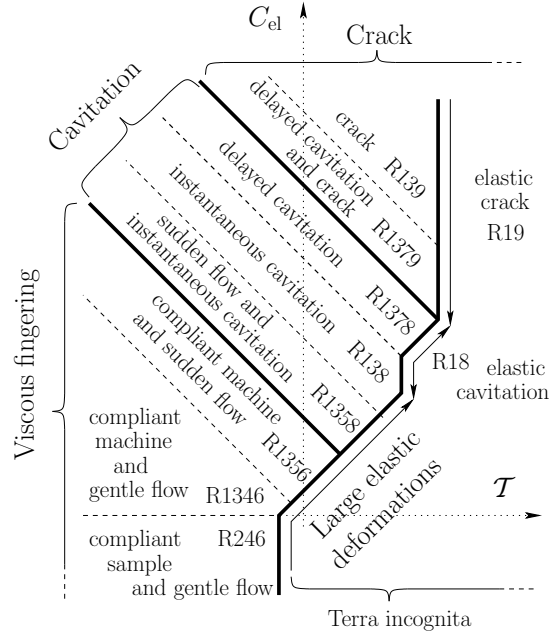 C_el
Crack
Cavitation
crack
R139
delayed cavitation
and crack
R1379
delayed cavitation
R1378
instantaneous cavitation
R138
sudden flow and
instantaneous cavitation
R1358
compliant machine
and sudden flow
R1356
elastic
crack
R19
R18
elastic
cavitation
Viscous fingering
compliant
machine
and
gentle flow
R1346
Large elastic
deformations
𝒯
compliant
sample
and gentle flow
R246
Terra incognita